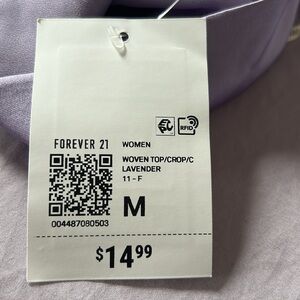 RFID
FOREVER 21
WOMEN
WOVEN TOP/CROP/C
LAVENDER
11 - F
M
004487080503
$14.99